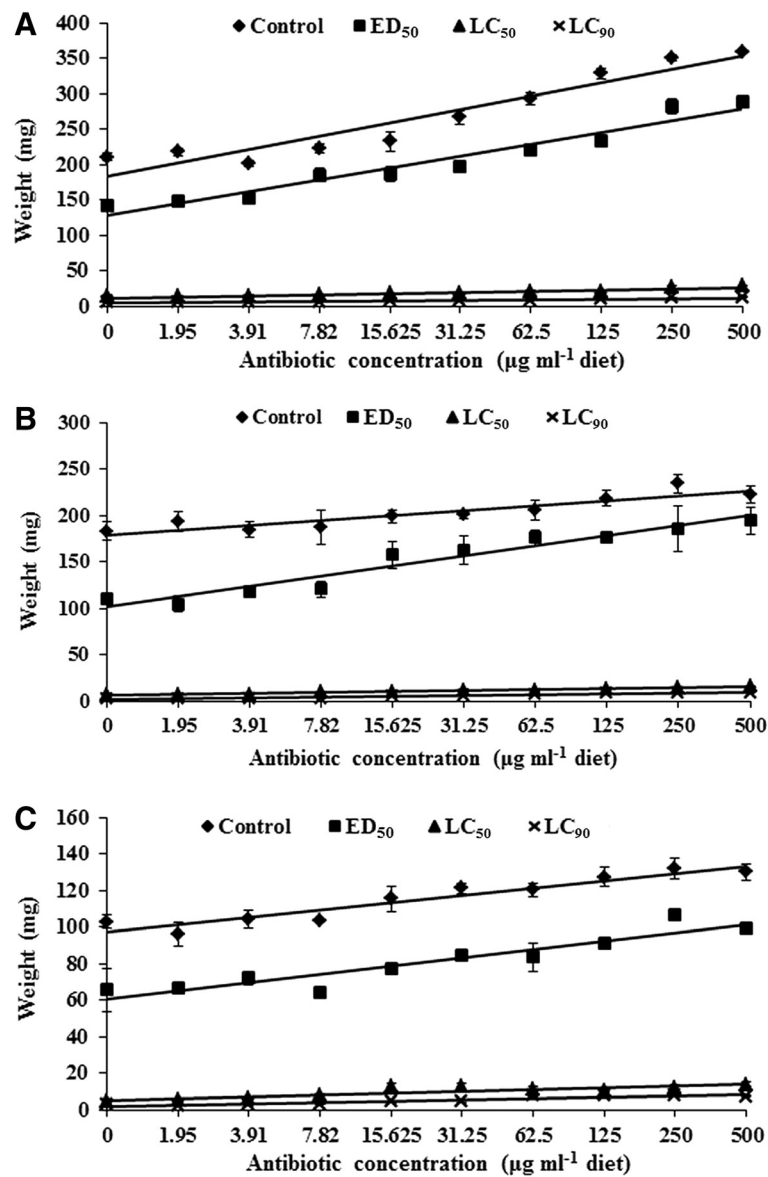 A
Control ED50 LC50 LC90
400
350
300
250
200
150
100
50
0
Weight (mg)
0 1.95 3.91 7.82 15.625 31.25 62.5 125 250 500
Antibiotic concentration (µg ml-1 diet)
B
Control ED50 LC50 LC90
300
250
200
150
100
50
0
Weight (mg)
0 1.95 3.91 7.82 15.625 31.25 62.5 125 250 500
Antibiotic concentration (µg ml-1 diet)
C
Control ED50 LC50 LC90
160
140
120
100
80
60
40
20
0
Weight (mg)
0 1.95 3.91 7.82 15.625 31.25 62.5 125 250 500
Antibiotic concentration (µg ml-1 diet)